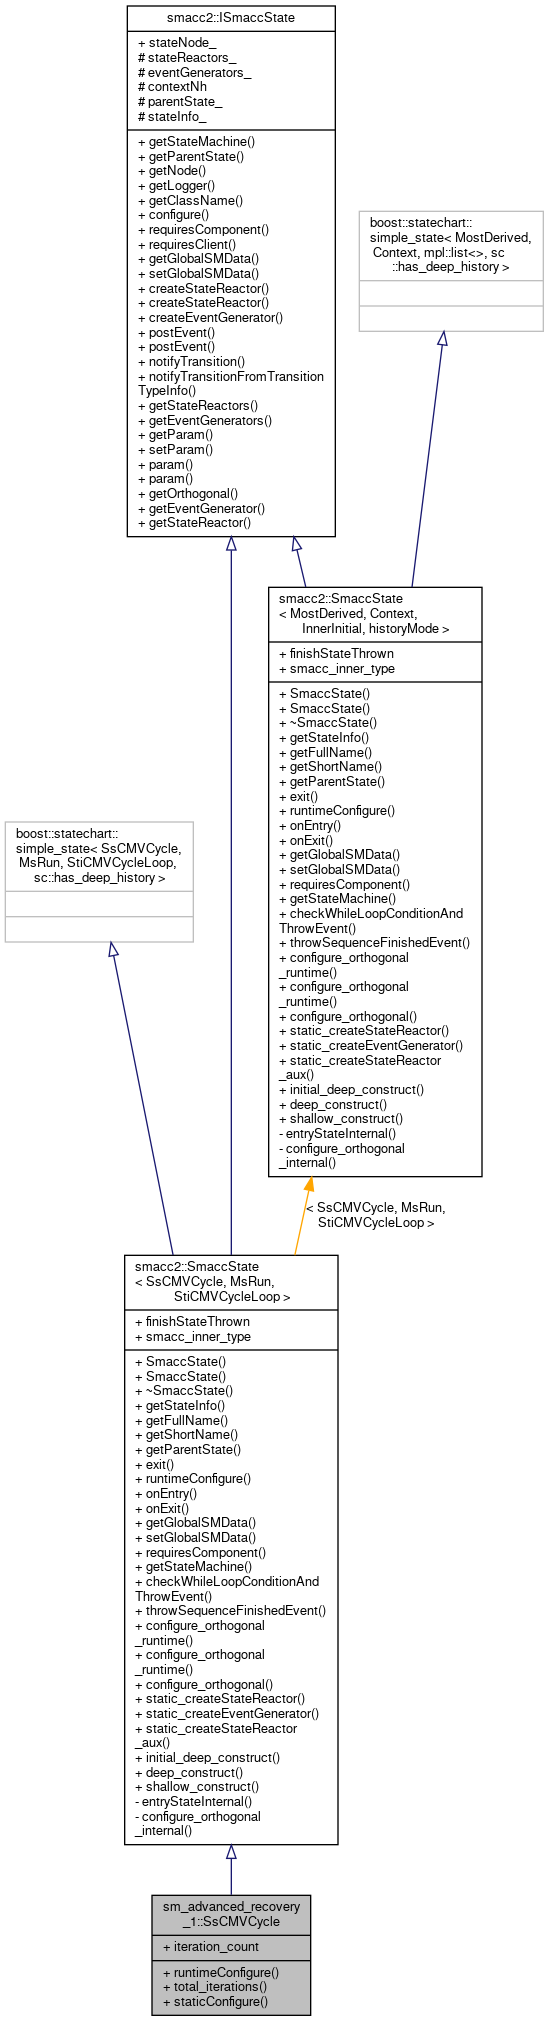 smacc2::ISmaccState
+ stateNode_
# stateReactors_
# eventGenerators_
# contextNh
# parentState_
# stateInfo_
+ getStateMachine()
+ getParentState()
+ getNode()
+ getLogger()
+ getClassName()
+ configure()
+ requiresComponent()
+ requiresClient()
+ getGlobalSMData()
+ setGlobalSMData()
+ createStateReactor()
+ createStateReactor()
+ createEventGenerator()
+ postEvent()
+ postEvent()
+ notifyTransition()
+ notifyTransitionFromTransition
TypeInfo()
+ getStateReactors()
+ getEventGenerators()
+ getParam()
+ setParam()
+ param()
+ param()
+ getOrthogonal()
+ getEventGenerator()
+ getStateReactor()
boost::statechart::
simple_state< MostDerived,
Context, mpl::list<>, sc
::has_deep_history >
smacc2::SmaccState
< MostDerived, Context,
InnerInitial, historyMode >
+ finishStateThrown
+ smacc_inner_type
+ SmaccState()
+ SmaccState()
+ ~SmaccState()
+ getStateInfo()
+ getFullName()
+ getShortName()
+ getParentState()
+ exit()
+ runtimeConfigure()
+ onEntry()
+ onExit()
+ getGlobalSMData()
+ setGlobalSMData()
+ requiresComponent()
+ getStateMachine()
+ checkWhileLoopConditionAnd
ThrowEvent()
+ throwSequenceFinishedEvent()
+ configure_orthogonal
_runtime()
+ configure_orthogonal
_runtime()
+ configure_orthogonal()
+ static_createStateReactor()
+ static_createEventGenerator()
+ static_createStateReactor
_aux()
+ initial_deep_construct()
+ deep_construct()
+ shallow_construct()
- entryStateInternal()
- configure_orthogonal
_internal()
boost::statechart::
simple_state< SsCMVCycle,
MsRun, StiCMVCycleLoop,
sc::has_deep_history >
< SsCMVCycle, MsRun,
StiCMVCycleLoop >
smacc2::SmaccState
< SsCMVCycle, MsRun,
StiCMVCycleLoop >
+ finishStateThrown
+ smacc_inner_type
+ SmaccState()
+ SmaccState()
+ ~SmaccState()
+ getStateInfo()
+ getFullName()
+ getShortName()
+ getParentState()
+ exit()
+ runtimeConfigure()
+ onEntry()
+ onExit()
+ getGlobalSMData()
+ setGlobalSMData()
+ requiresComponent()
+ getStateMachine()
+ checkWhileLoopConditionAnd
ThrowEvent()
+ throwSequenceFinishedEvent()
+ configure_orthogonal
_runtime()
+ configure_orthogonal
_runtime()
+ configure_orthogonal()
+ static_createStateReactor()
+ static_createEventGenerator()
+ static_createStateReactor
_aux()
+ initial_deep_construct()
+ deep_construct()
+ shallow_construct()
- entryStateInternal()
- configure_orthogonal
_internal()
sm_advanced_recovery
_1::SsCMVCycle
+ iteration_count
+ runtimeConfigure()
+ total_iterations()
+ staticConfigure()